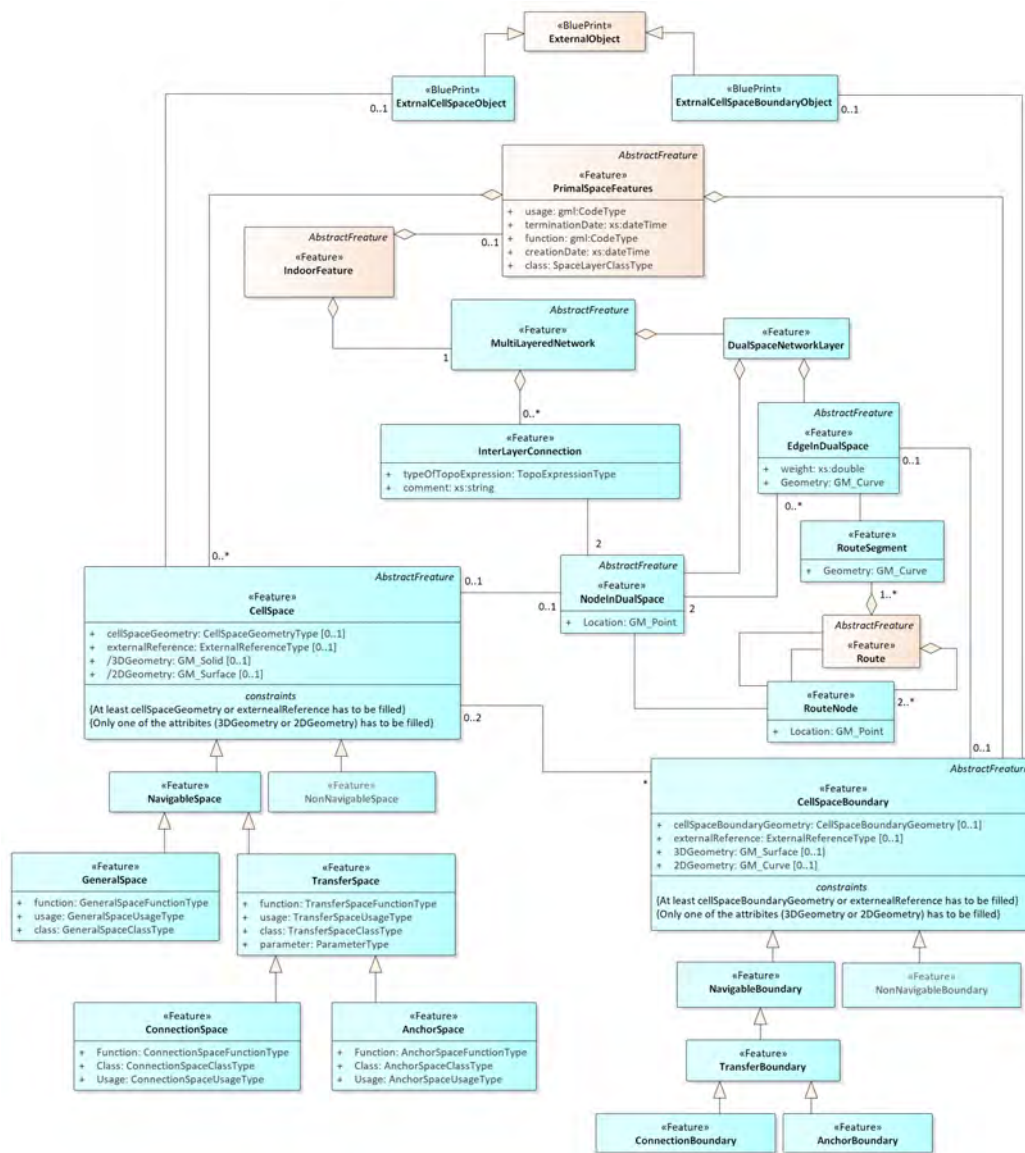 «BluePrint»
ExternalObject
«BluePrint»
ExtrnalCellSpaceObject
0..1
«BluePrint»
ExtrnalCellSpaceBoundaryObject
0..1
AbstractFreature
«Feature»
PrimalSpaceFeatures
+ usage: gml:CodeType
+ terminationDate: xs:dateTime
+ function: gml:CodeType
+ creationDate: xs:dateTime
+ class: SpaceLayerClassType
0..1
AbstractFreature
«Feature»
IndoorFeature
1
AbstractFreature
«Feature»
MultiLayeredNetwork
«Feature»
DualSpaceNetworkLayer
0..*
«Feature»
InterLayerConnection
+ typeOfTopoExpression: TopoExpressionType
+ comment: xs:string
2
AbstractFreature
«Feature»
EdgeInDualSpace
+ weight: xs:double
+ Geometry: GM_Curve
0..1
0..*
«Feature»
RouteSegment
+ Geometry: GM_Curve
1..*
AbstractFreature
«Feature»
Route
2..*
«Feature»
RouteNode
+ Location: GM_Point
AbstractFreature
«Feature»
NodeInDualSpace
+ Location: GM_Point
2
0..1
0..1
0..*
AbstractFreature
«Feature»
CellSpace
+ cellSpaceGeometry: CellSpaceGeometryType [0..1]
+ externalReference: ExternalReferenceType [0..1]
+ /3DGeometry: GM_Solid [0..1]
+ /2DGeometry: GM_Surface [0..1]
constraints
{At least cellSpaceGeometry or externealReference has to be filled}
{Only one of the attribites (3DGeometry or 2DGeometry) has to be filled}
0..2
*
0..1
«Feature»
NavigableSpace
«Feature»
NonNavigableSpace
«Feature»
GeneralSpace
+ function: GeneralSpaceFunctionType
+ usage: GeneralSpaceUsageType
+ class: GeneralSpaceClassType
«Feature»
TransferSpace
+ function: TransferSpaceFunctionType
+ usage: TransferSpaceUsageType
+ class: TransferSpaceClassType
+ parameter: ParameterType
«Feature»
ConnectionSpace
+ Function: ConnectionSpaceFunctionType
+ Class: ConnectionSpaceClassType
+ Usage: ConnectionSpaceUsageType
«Feature»
AnchorSpace
+ Function: AnchorSpaceFunctionType
+ Class: AnchorSpaceClassType
+ Usage: AnchorSpaceUsageType
AbstractFreature
«Feature»
CellSpaceBoundary
+ cellSpaceBoundaryGeometry: CellSpaceBoundaryGeometry [0..1]
+ externalReference: ExternalReferenceType [0..1]
+ 3DGeometry: GM_Surface [0..1}
+ 2DGeometry: GM_Curve [0..1]
constraints
{At least cellSpaceBoundaryGeometry or externealReference has to be filled}
{Only one of the attribites (3DGeometry or 2DGeometry) has to be filled}
«Feature»
NavigableBoundary
«Feature»
NonNavigableBoundary
«Feature»
TransferBoundary
«Feature»
ConnectionBoundary
«Feature»
AnchorBoundary